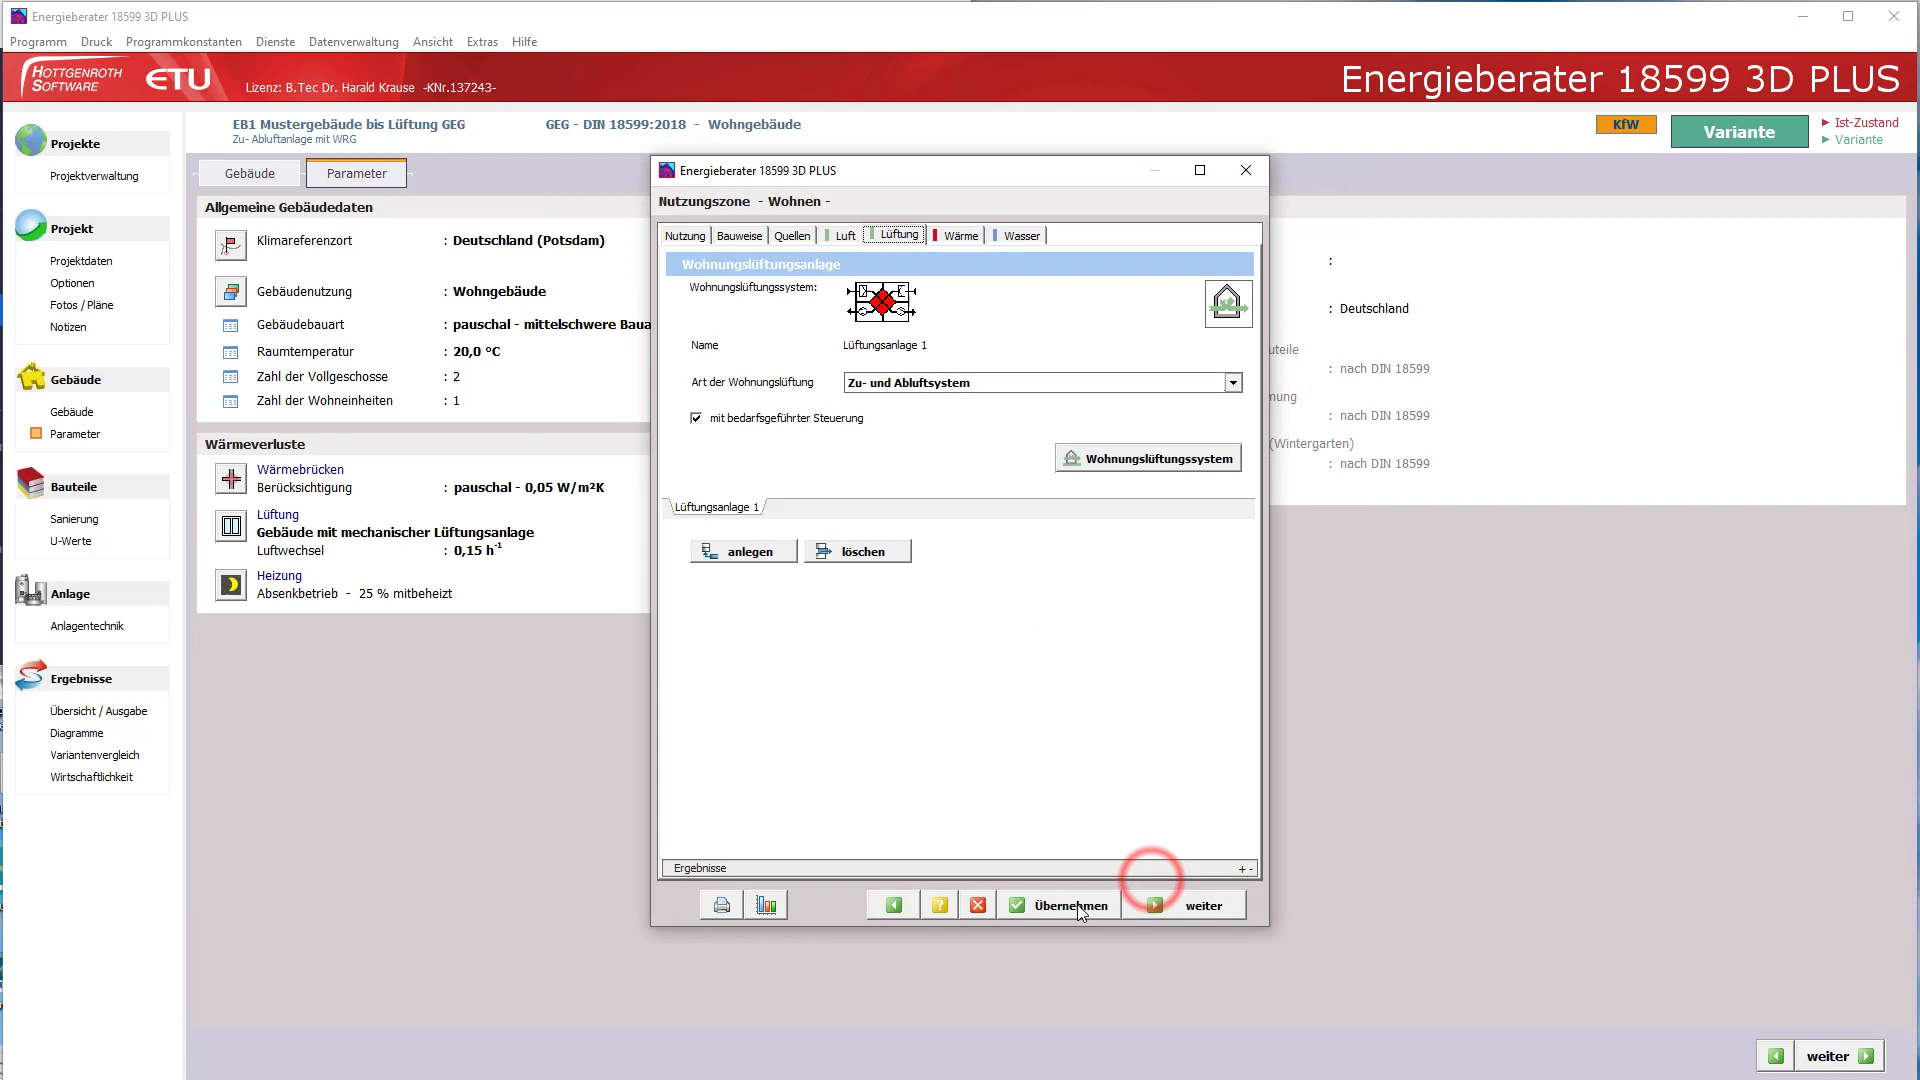 Energieberater 18599 3D PLUS
Programm Druck Programmkonstanten Dienste Datenverwaltung Ansicht Extras Hilfe
HOTTGENROTH SOFTWARE ETU Lizenz: B.Tec Dr. Harald Krause -KNr.137243- Energieberater 18599 3D PLUS
EB1 Mustergebäude bis Lüftung GEG GEG - DIN 18599:2018 - Wohngebäude KfW Variante Ist-Zustand
Zu- Abluftanlage mit WRG Variante
Projekte
Projektverwaltung
Projekt
Projektdaten
Optionen
Fotos / Pläne
Notizen
Gebäude
Gebäude
Parameter
Bauteile
Sanierung
U-Werte
Anlage
Anlagentechnik
Ergebnisse
Übersicht / Ausgabe
Diagramme
Variantenvergleich
Wirtschaftlichkeit
Gebäude Parameter
Allgemeine Gebäudedaten
Klimareferenzort : Deutschland (Potsdam)
Gebäudenutzung : Wohngebäude
Gebäudebauart : pauschal - mittelschwere Baua
Raumtemperatur : 20,0 °C
Zahl der Vollgeschosse : 2
Zahl der Wohneinheiten : 1
Wärmeverluste
Wärmebrücken
Berücksichtigung : pauschal - 0,05 W/m²K
Lüftung
Gebäude mit mechanischer Lüftungsanlage
Luftwechsel : 0,15 h-1
Heizung
Absenkbetrieb - 25 % mitbeheizt
Energieberater 18599 3D PLUS
Nutzungszone - Wohnen -
Nutzung Bauweise Quellen Luft Lüftung Wärme Wasser
Wohnungslüftungsanlage
Wohnungslüftungssystem:
Name Lüftungsanlage 1
Art der Wohnungslüftung Zu- und Abluftsystem
mit bedarfsgeführter Steuerung
Wohnungslüftungssystem
Lüftungsanlage 1
anlegen löschen
Ergebnisse + -
Übernehmen weiter
:
: Deutschland
uteile
: nach DIN 18599
nung
: nach DIN 18599
(Wintergarten)
: nach DIN 18599
weiter